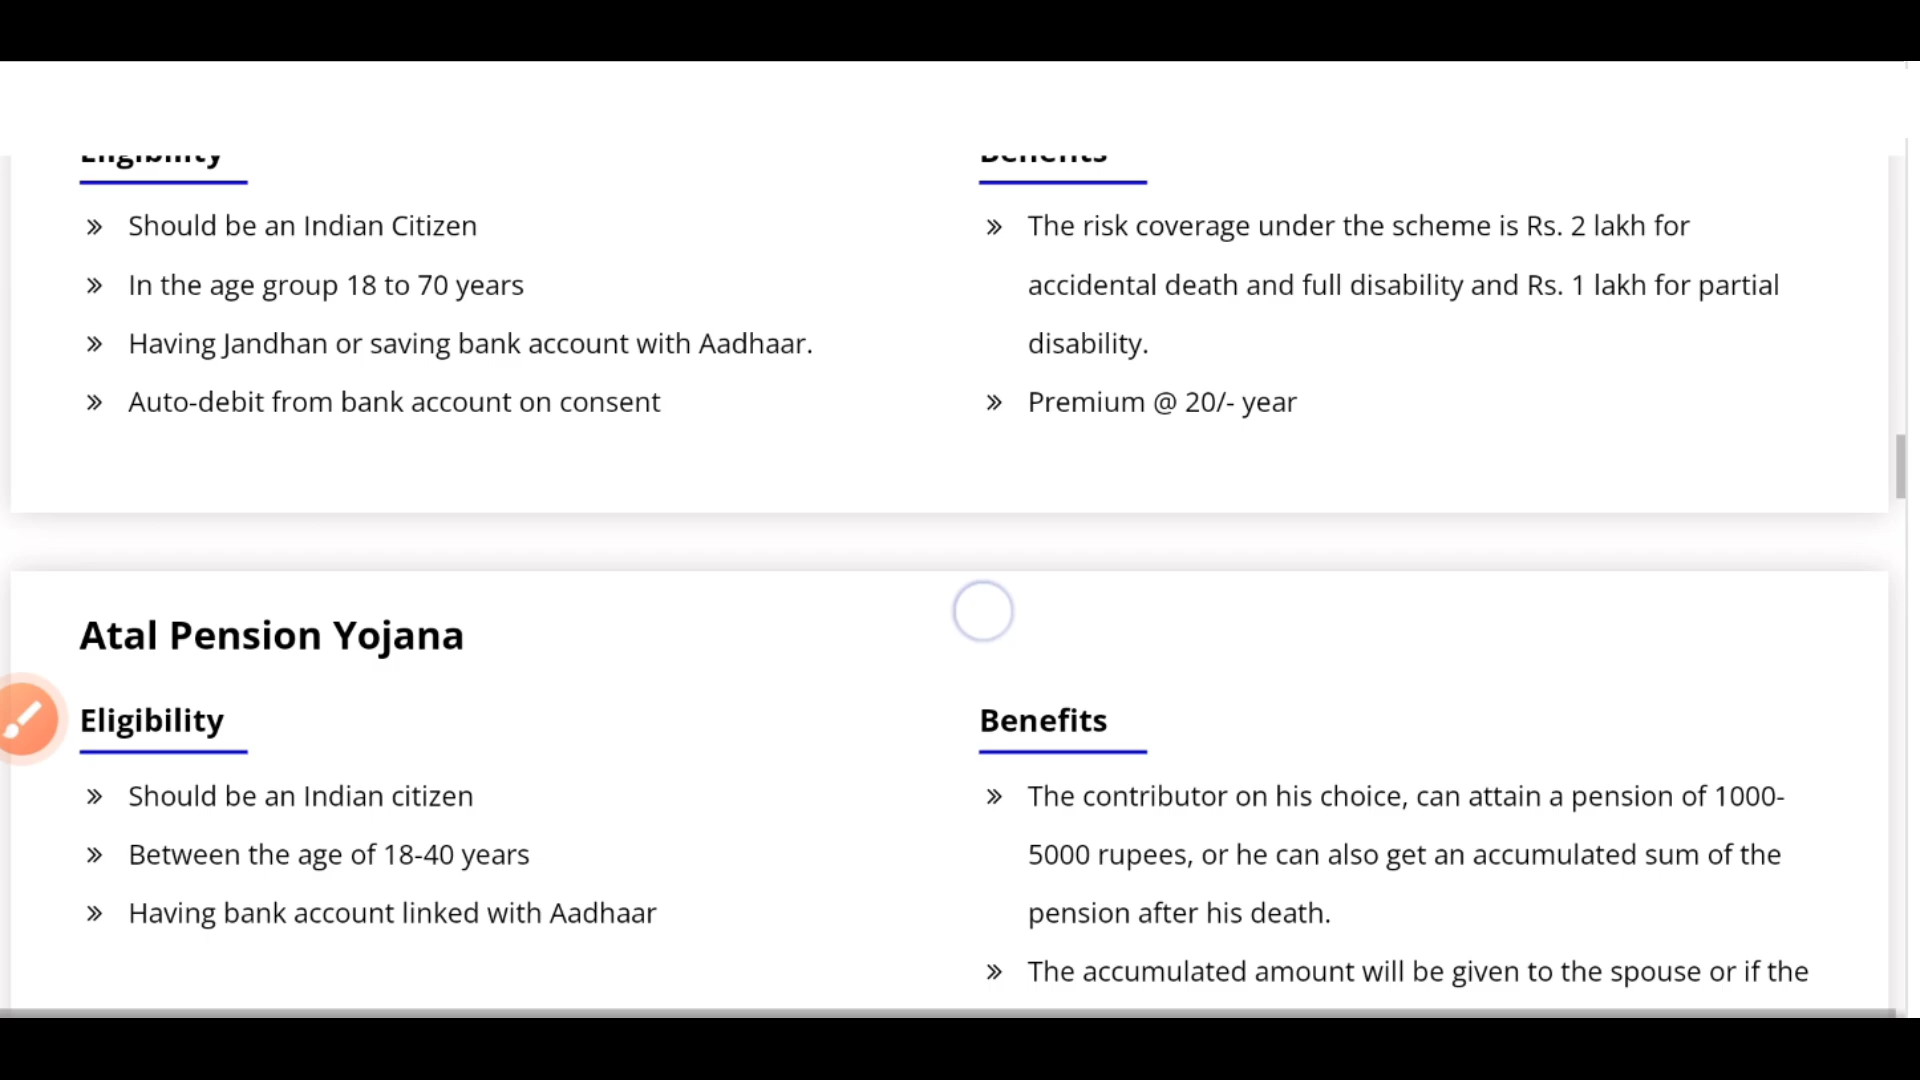 Eligibility
Should be an Indian Citizen
In the age group 18 to 70 years
Having Jandhan or saving bank account with Aadhaar.
Auto-debit from bank account on consent
Benefits
The risk coverage under the scheme is Rs. 2 lakh for
accidental death and full disability and Rs. 1 lakh for partial
disability.
Premium @ 20/- year
Atal Pension Yojana
Eligibility
Should be an Indian citizen
Between the age of 18-40 years
Having bank account linked with Aadhaar
Benefits
The contributor on his choice, can attain a pension of 1000-
5000 rupees, or he can also get an accumulated sum of the
pension after his death.
The accumulated amount will be given to the spouse or if the